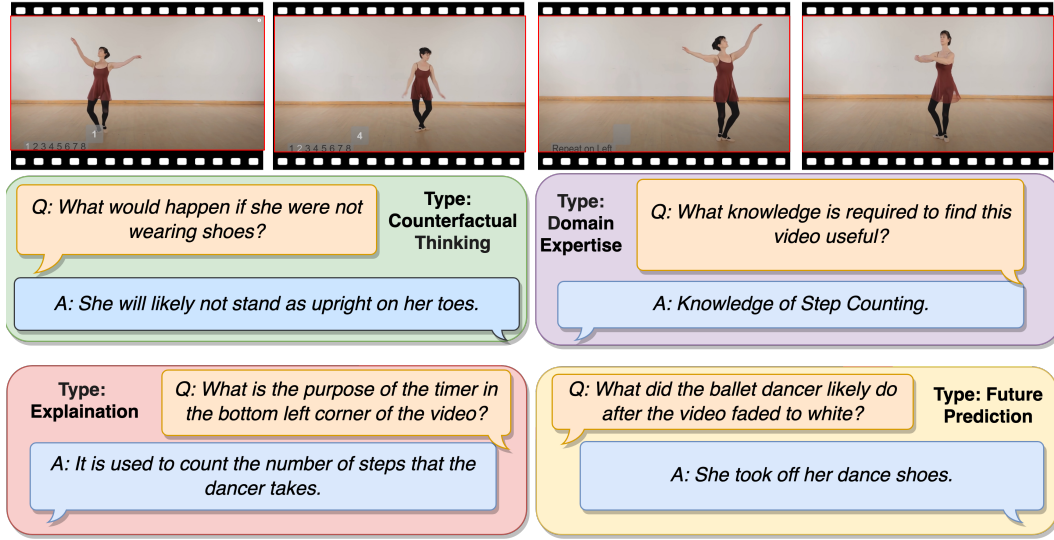 1
1 2 3 4 5 6 7 8
4
1 2 3 4 5 6 7 8
Repeat on Left
Q: What would happen if she were not
wearing shoes?
Type:
Counterfactual
Thinking
A: She will likely not stand as upright on her toes.
Type:
Domain
Expertise
Q: What knowledge is required to find this
video useful?
A: Knowledge of Step Counting.
Type:
Explaination
Q: What is the purpose of the timer in
the bottom left corner of the video?
A: It is used to count the number of steps that the
dancer takes.
Q: What did the ballet dancer likely do
after the video faded to white?
Type: Future
Prediction
A: She took off her dance shoes.